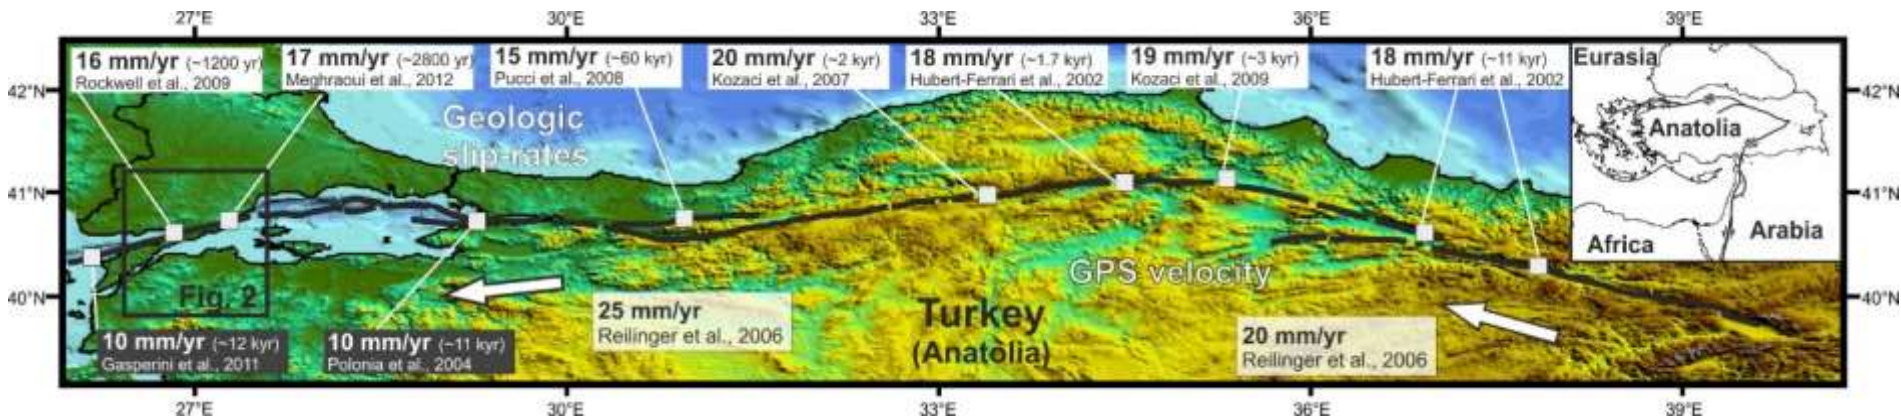 27°E 30°E 33°E 36°E 39°E
16 mm/yr (~1200 yr)
Rockwell et al., 2009
17 mm/yr (~2800 yr)
Meghraoui et al., 2012
15 mm/yr (~60 kyr)
Pucci et al., 2008
20 mm/yr (~2 kyr)
Kozaci et al., 2007
18 mm/yr (~1.7 kyr)
Hubert-Ferrari et al., 2002
19 mm/yr (~3 kyr)
Kozaci et al., 2009
18 mm/yr (~11 kyr)
Hubert-Ferrari et al., 2002
Eurasia
Anatolia
Africa
Arabia
42°N 42°N
Geologic
slip-rates
41°N 41°N
GPS velocity
40°N 40°N
Fig. 2
10 mm/yr (~12 kyr)
Gasperini et al., 2011
10 mm/yr (~11 kyr)
Polonia et al., 2004
25 mm/yr
Reilinger et al., 2006
Turkey
(Anatolia)
20 mm/yr
Reilinger et al., 2006
27°E 30°E 33°E 36°E 39°E